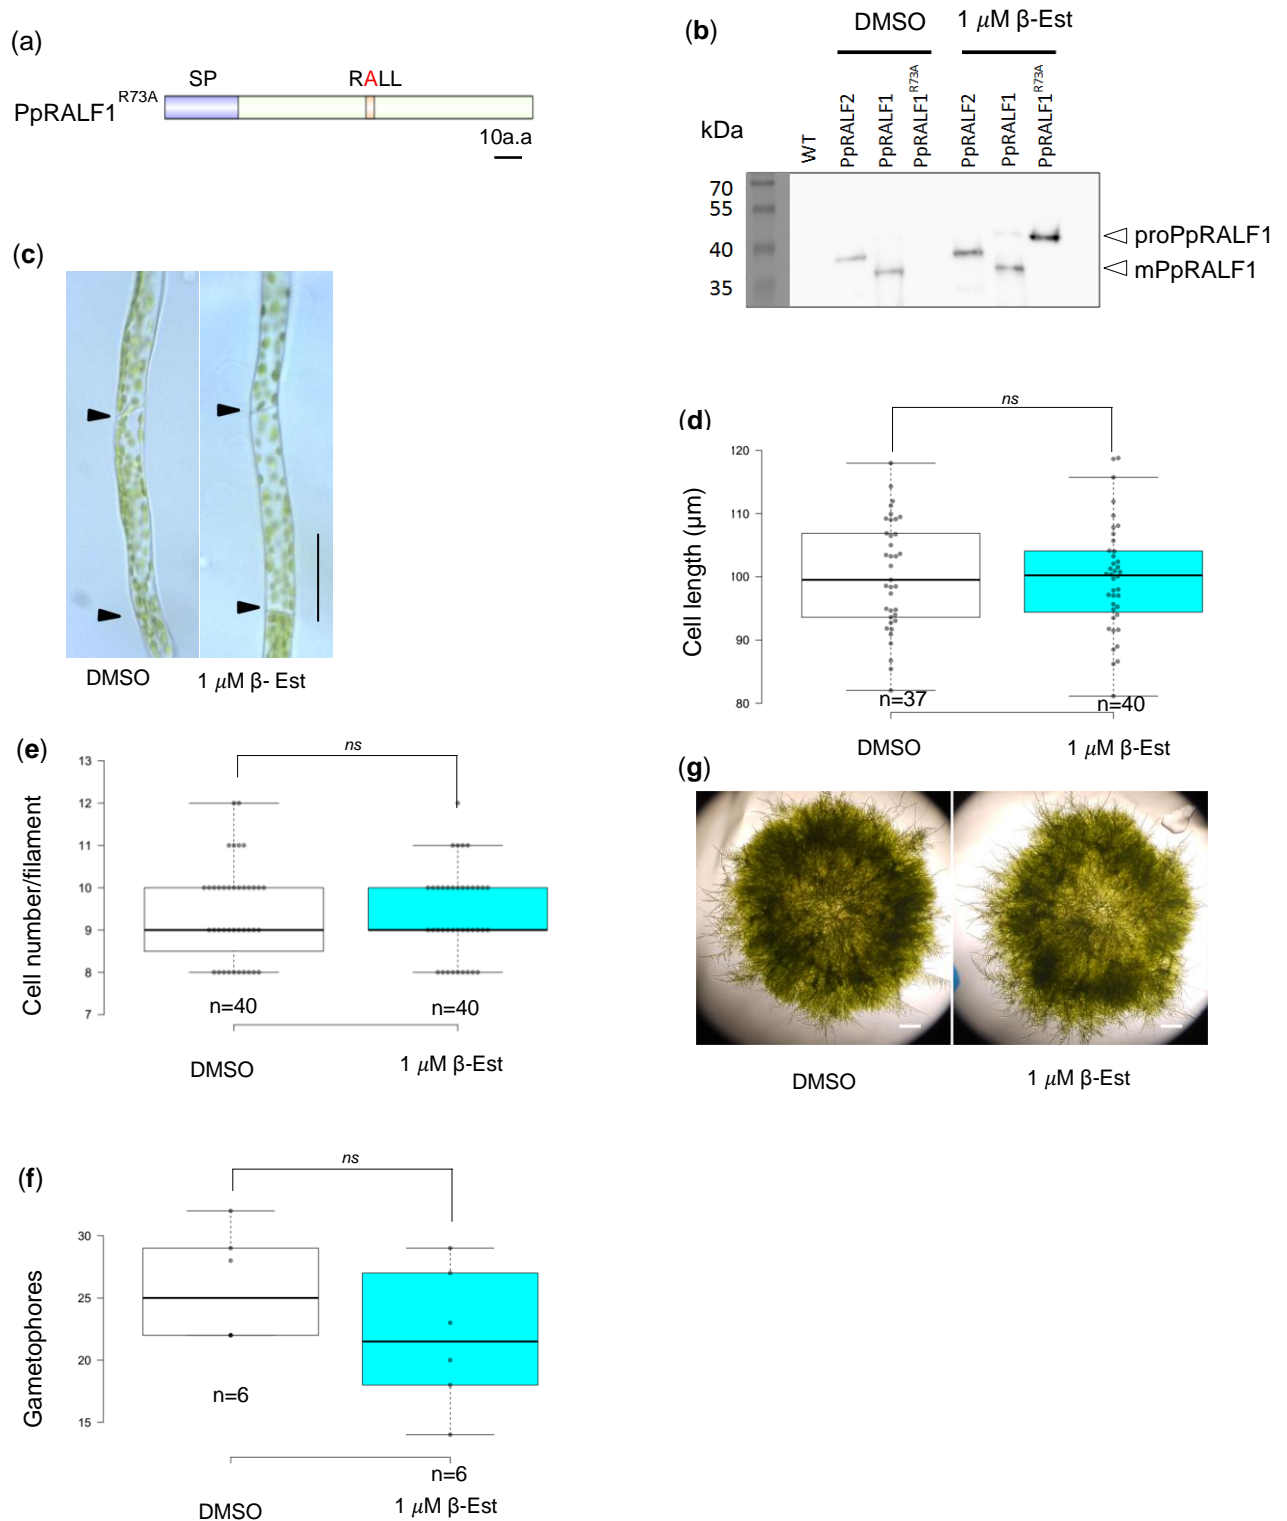 (a)
SP
RALL
PpRALF1^R73A
10a.a
(b)
DMSO
1 μM β-Est
kDa
WT
PpRALF2
PpRALF1
PpRALF1^R73A
PpRALF2
PpRALF1
PpRALF1^R73A
70
55
40
35
proPpRALF1
mPpRALF1
(c)
DMSO
1 μM β- Est
(d)
ns
Cell length (μm)
120
110
100
90
80
n=37
n=40
DMSO
1 μM β-Est
(e)
ns
Cell number/filament
13
12
11
10
9
8
7
n=40
n=40
DMSO
1 μM β-Est
(g)
DMSO
1 μM β-Est
(f)
ns
Gametophores
30
25
20
15
n=6
n=6
DMSO
1 μM β-Est